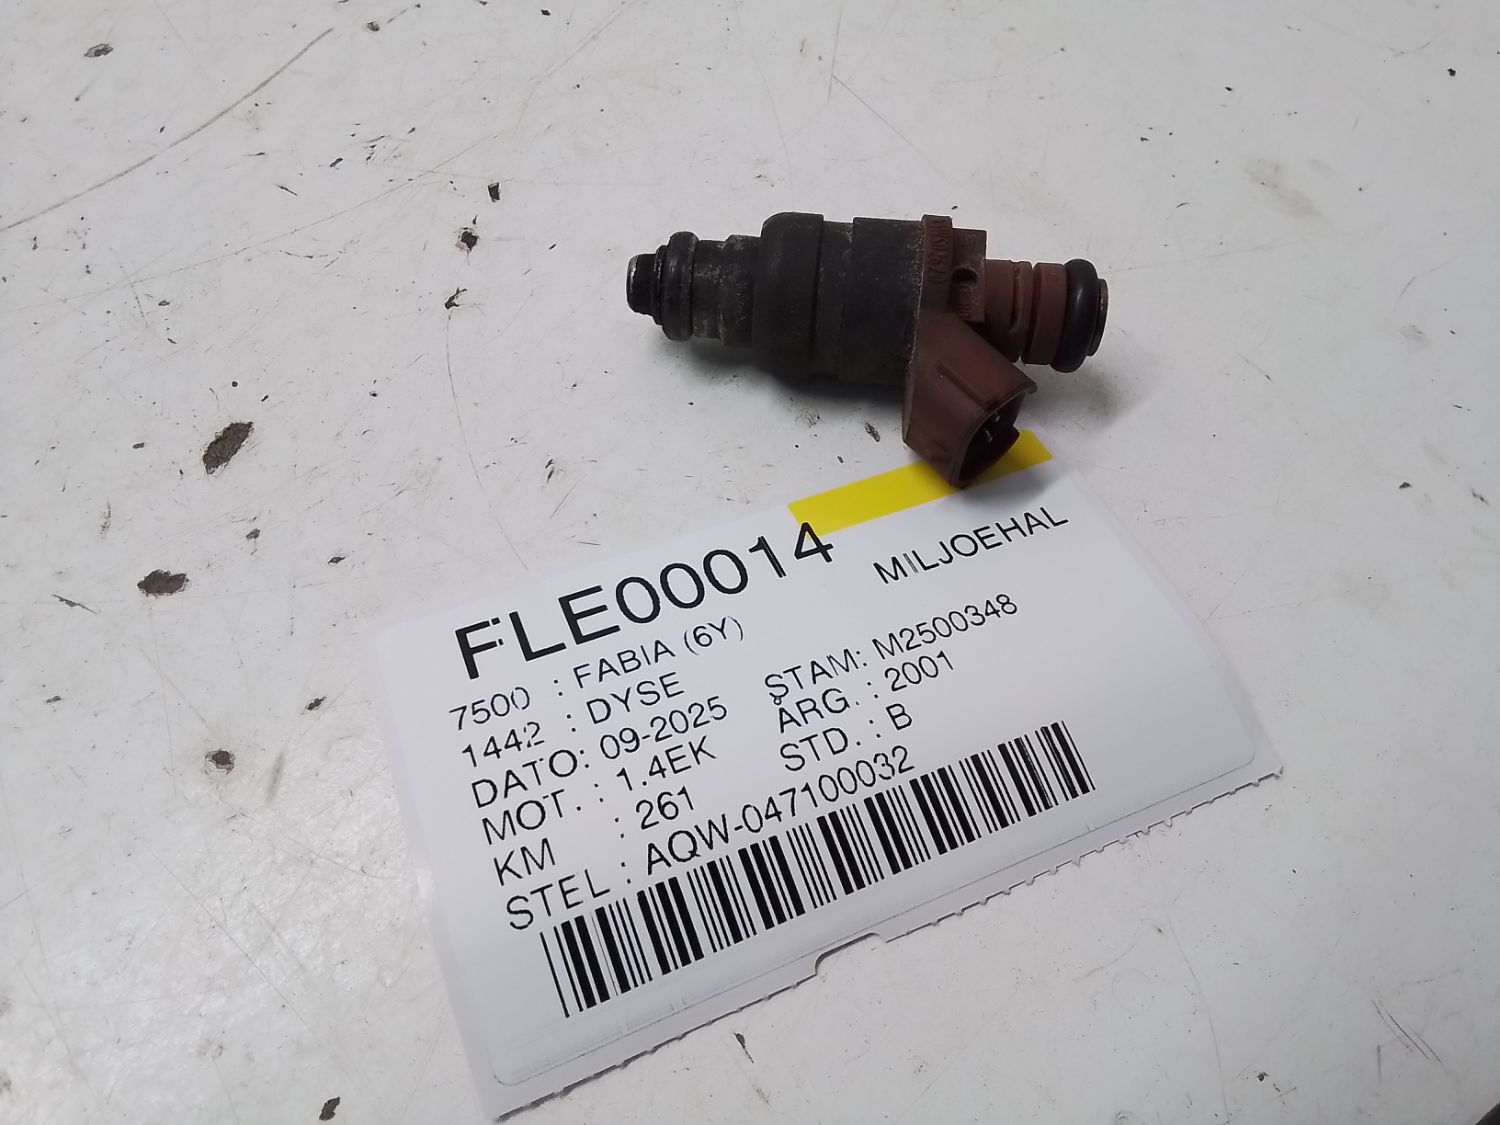 FLE00014
MILJOEHAL
7500 : FABIA (6Y)
1442 : DYSE
STAM: M2500348
DATO: 09-2025
ÅRG. : 2001
MOT. : 1.4EK
STD. : B
KM : 261
STEL : AQW-047100032